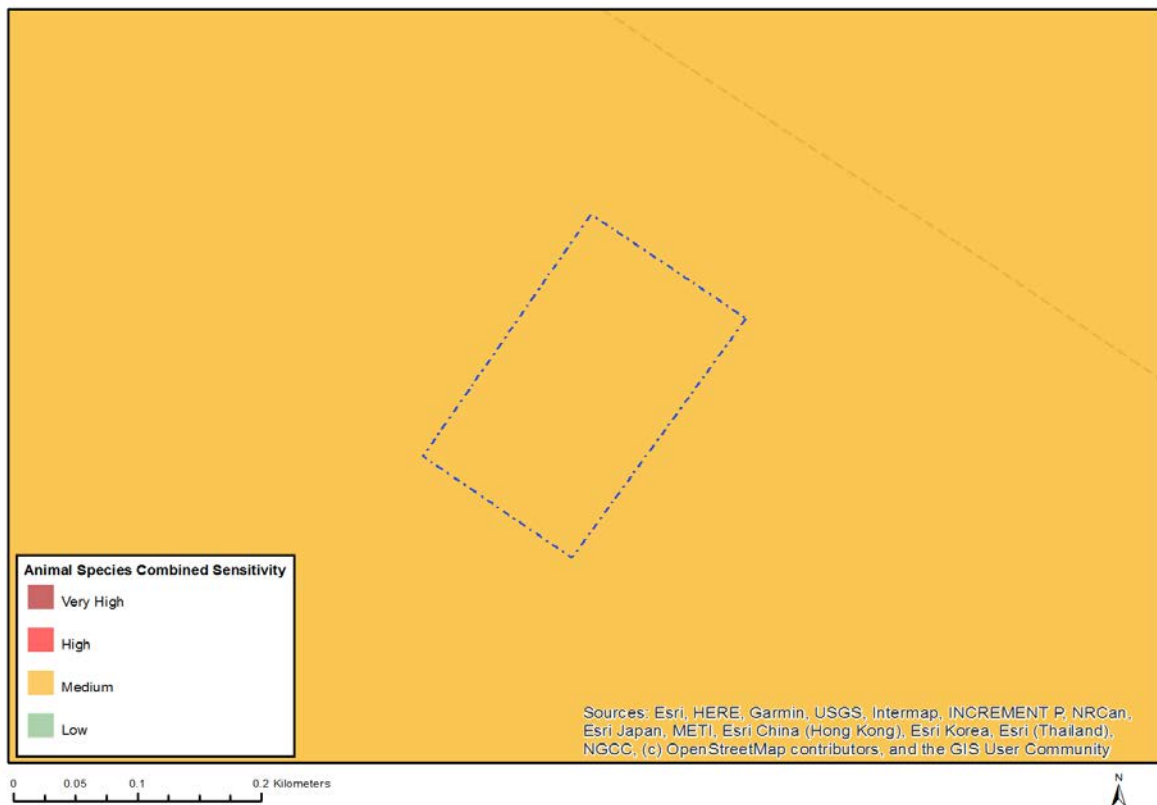 Animal Species Combined Sensitivity
Very High
High
Medium
Low
Sources: Esri, HERE, Garmin, USGS, Intermap, INCREMENT P, NRCan,
Esri Japan, METI, Esri China (Hong Kong), Esri Korea, Esri (Thailand),
NGCC, (c) OpenStreetMap contributors, and the GIS User Community
0 0.05 0.1 0.2 Kilometers
N